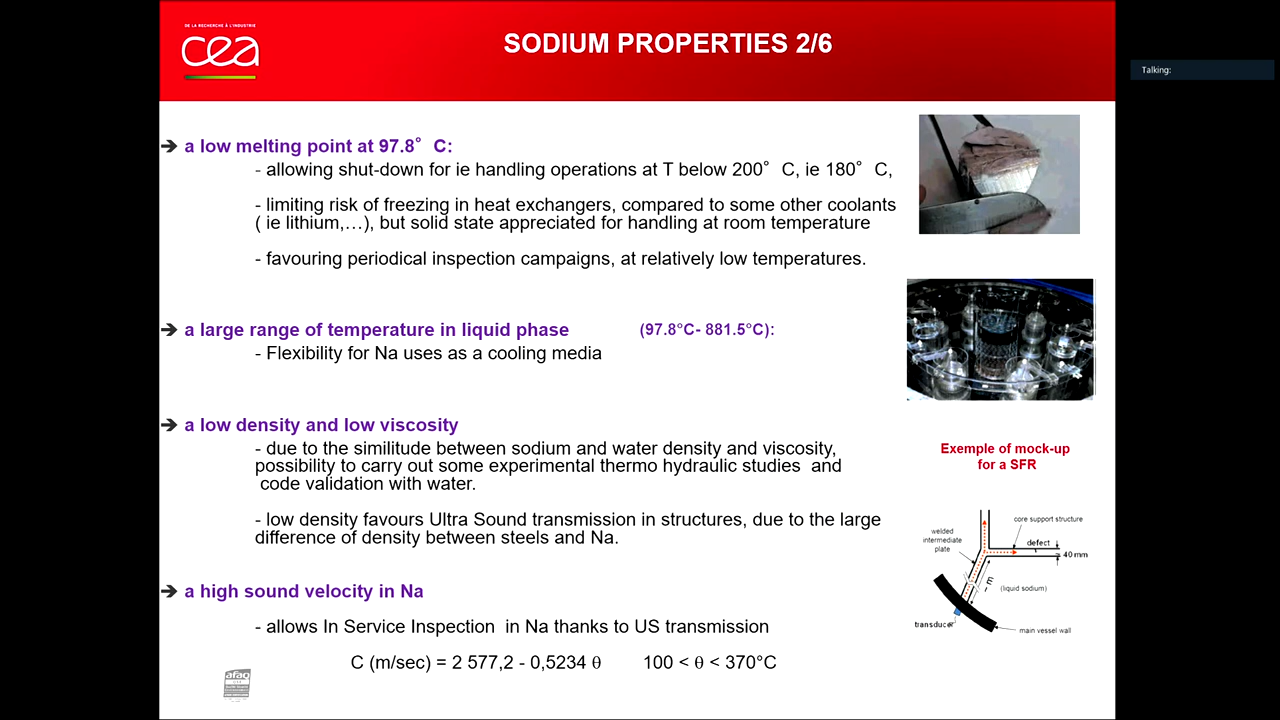 DE LA RECHERCHE À L'INDUSTRIE
cea
SODIUM PROPERTIES 2/6
Talking:
➔ a low melting point at 97.8° C:
- allowing shut-down for ie handling operations at T below 200° C, ie 180° C,
- limiting risk of freezing in heat exchangers, compared to some other coolants
( ie lithium,…), but solid state appreciated for handling at room temperature
- favouring periodical inspection campaigns, at relatively low temperatures.
➔ a large range of temperature in liquid phase (97.8°C- 881.5°C):
- Flexibility for Na uses as a cooling media
➔ a low density and low viscosity
- due to the similitude between sodium and water density and viscosity,
possibility to carry out some experimental thermo hydraulic studies and
code validation with water.
- low density favours Ultra Sound transmission in structures, due to the large
difference of density between steels and Na.
➔ a high sound velocity in Na
- allows In Service Inspection in Na thanks to US transmission
C (m/sec) = 2 577,2 - 0,5234 θ 100 < θ < 370°C
Exemple of mock-up
for a SFR
core support structure
welded
intermediate
plate
defect
40 mm
(liquid sodium)
transducer
main vessel wall
afaq